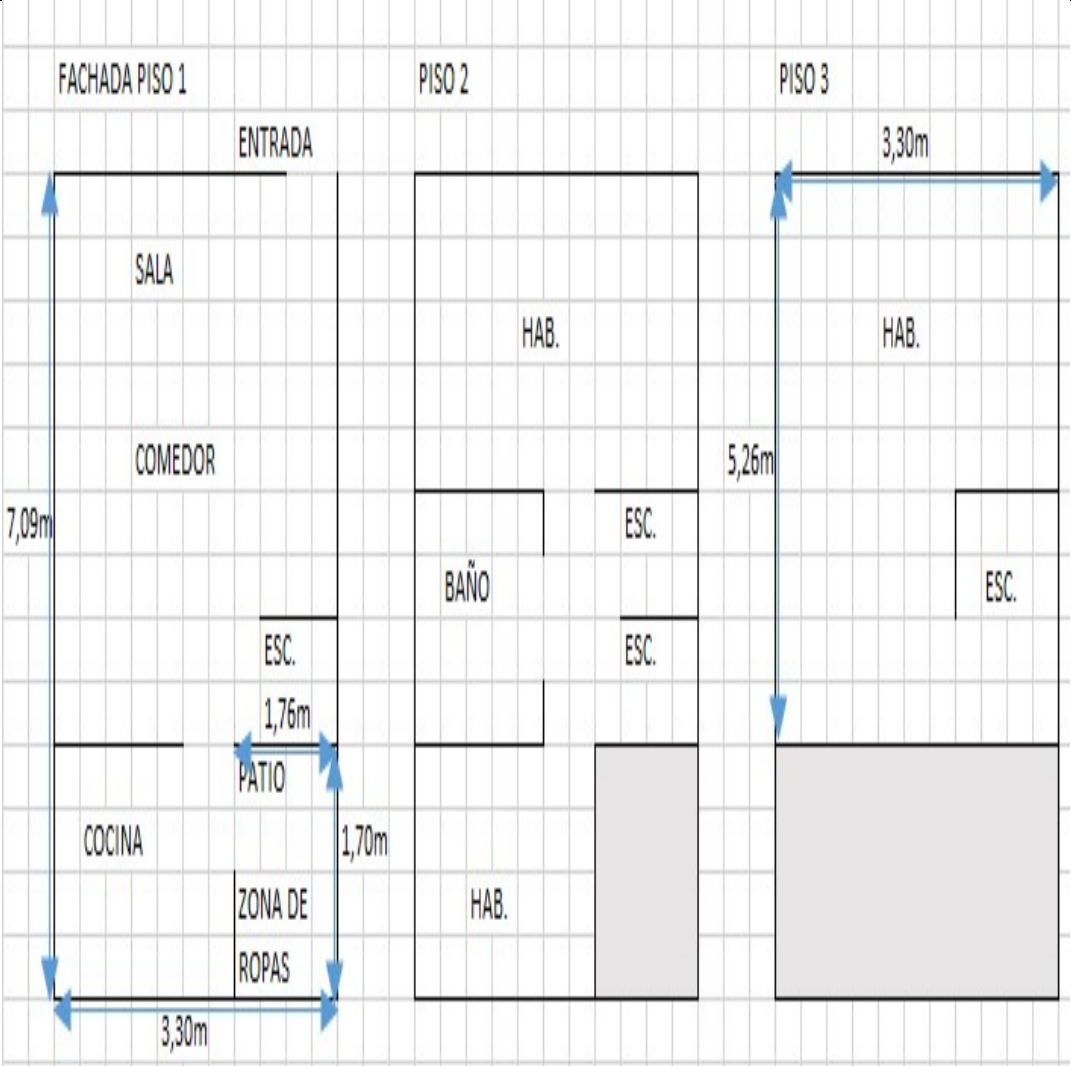 FACHADA PISO 1
ENTRADA
SALA
COMEDOR
7,09m
ESC.
1,76m
PATIO
COCINA
1,70m
ZONA DE
ROPAS
3,30m
PISO 2
HAB.
ESC.
BAÑO
ESC.
HAB.
PISO 3
3,30m
HAB.
5,26m
ESC.